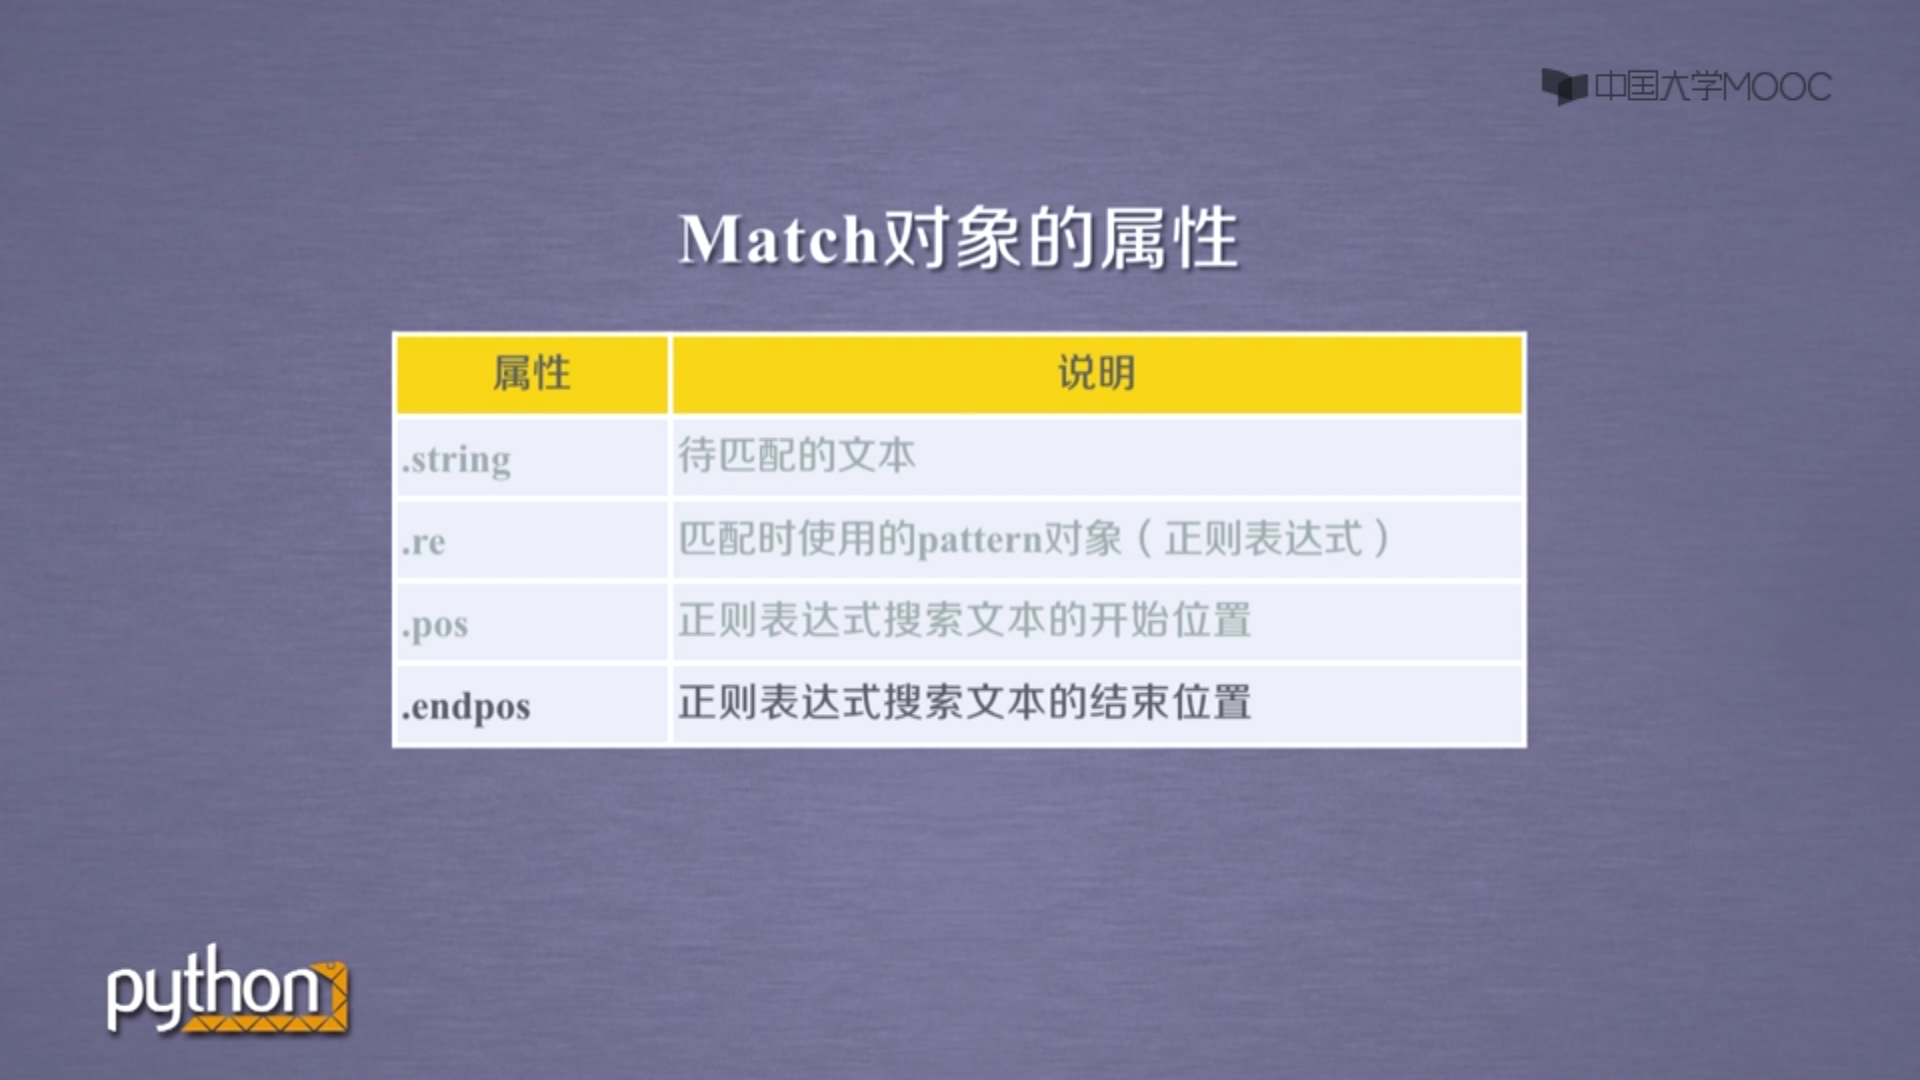 中国大学MOOC
Match对象的属性
属性 说明
.string 待匹配的文本
.re 匹配时使用的pattern对象（正则表达式）
.pos 正则表达式搜索文本的开始位置
.endpos 正则表达式搜索文本的结束位置
python